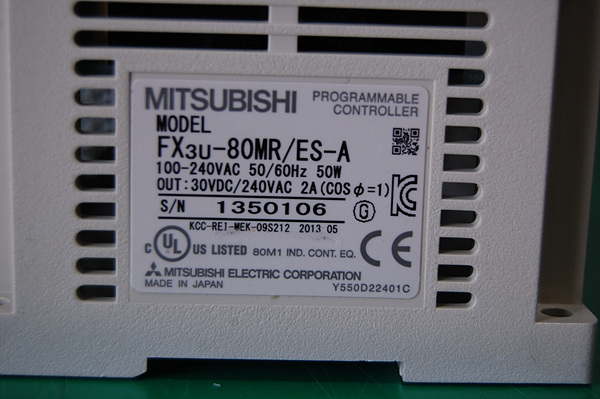 MITSUBISHI
PROGRAMMABLE
CONTROLLER
MODEL
FX3U-80MR/ES-A
100-240VAC 50/60Hz 50W
OUT:30VDC/240VAC 2A(COSφ=1)
S/N 1350106
G
KCC-REI-MEK-09S212 2013 05
C UL US LISTED 80M1 IND. CONT. EQ. CE
MITSUBISHI ELECTRIC CORPORATION
MADE IN JAPAN Y550D22401C